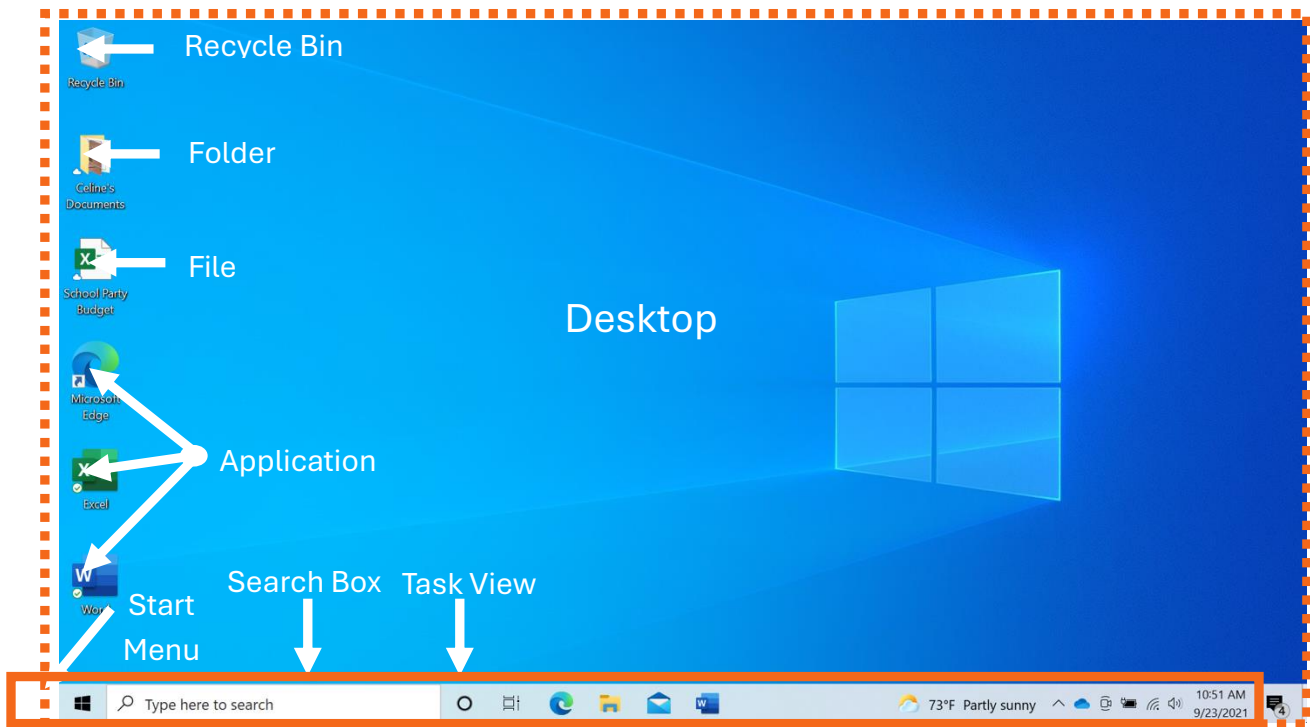 Recycle Bin
Recycle Bin
Folder
Celine's
Documents
File
School Party
Budget
Desktop
Microsoft
Edge
Application
Excel
Search Box
Task View
Word
Start
Menu
Type here to search
73°F Partly sunny
10:51 AM
9/23/2021
4